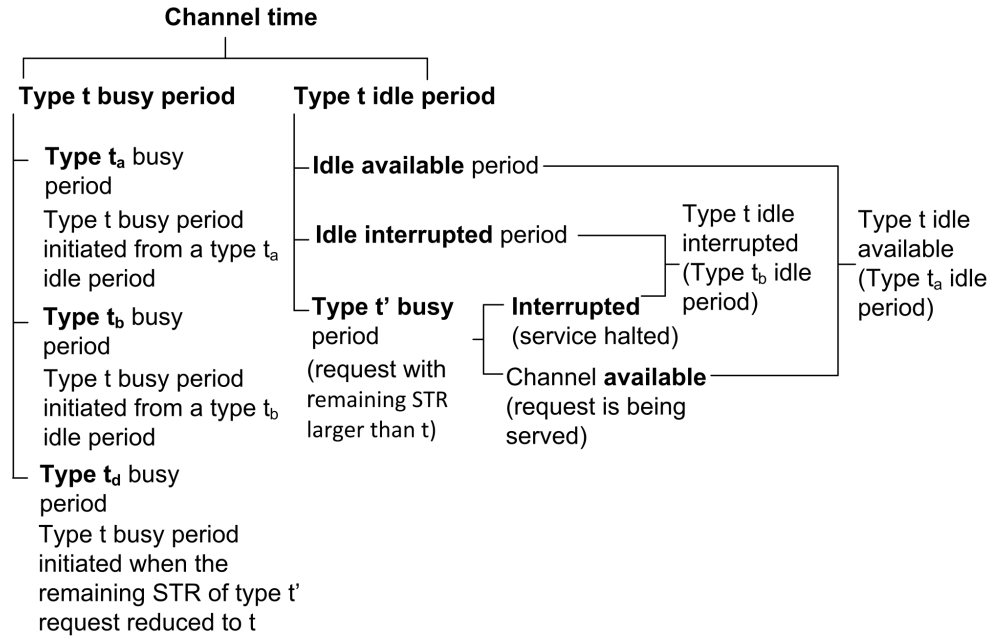 Channel time
Type t busy period
Type ta busy
period
Type t busy period
initiated from a type ta
idle period
Type tb busy
period
Type t busy period
initiated from a type tb
idle period
Type td busy
period
Type t busy period
initiated when the
remaining STR of type t’
request reduced to t
Type t idle period
Idle available period
Idle interrupted period
Type t’ busy
period
(request with
remaining STR
larger than t)
Interrupted
(service halted)
Channel available
(request is being
served)
Type t idle
interrupted
(Type tb idle
period)
Type t idle
available
(Type ta idle
period)